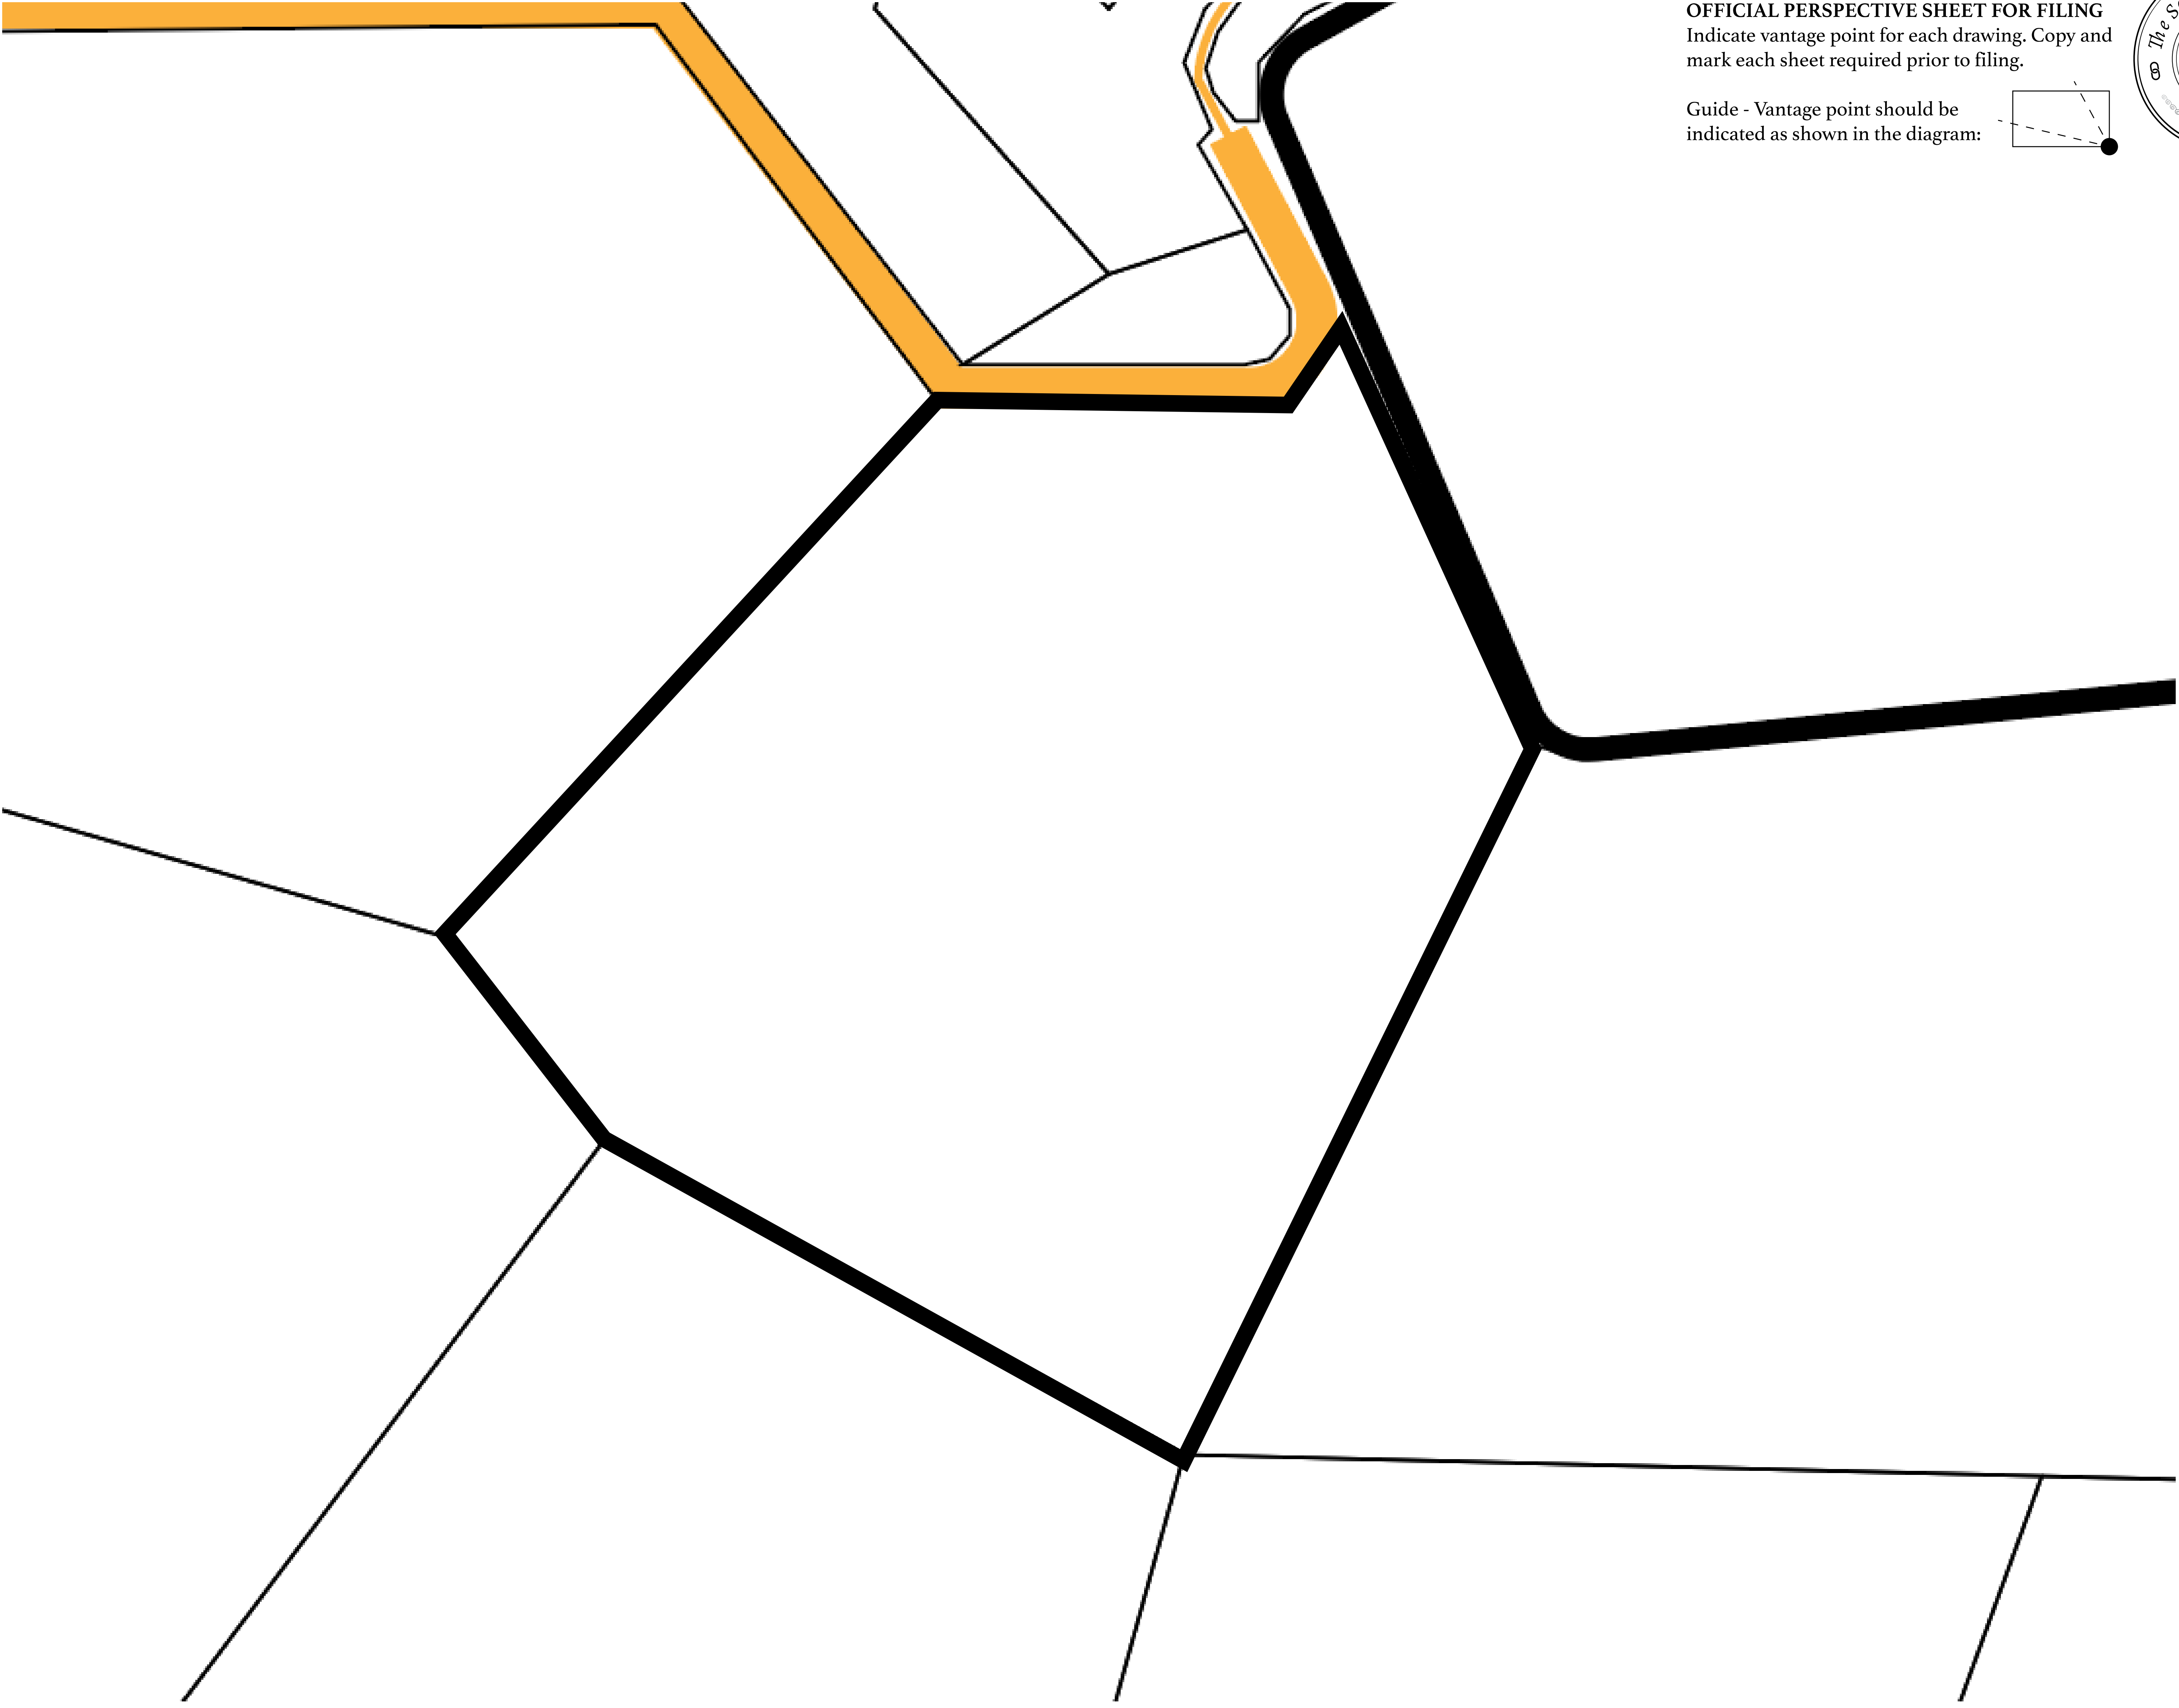 OFFICIAL PERSPECTIVE SHEET FOR FILING
Indicate vantage point for each drawing. Copy and
mark each sheet required prior to filing.
Guide - Vantage point should be
indicated as shown in the diagram:
The